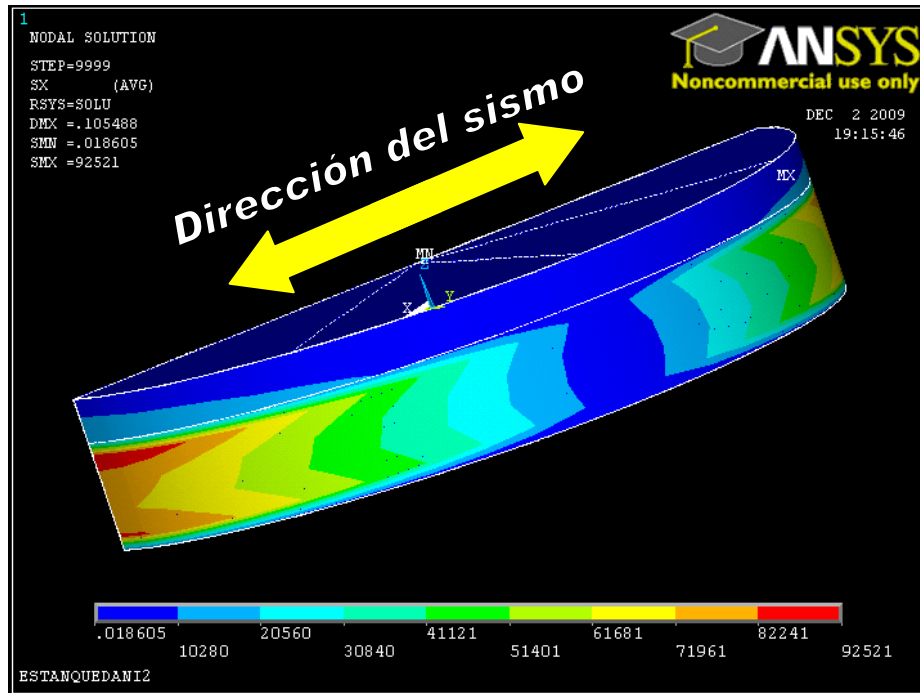 1
NODAL SOLUTION
STEP=9999
SX (AVG)
RSYS=SOLU
DMX =.105488
SMN =.018605
SMX =92521
ANSYS
Noncommercial use only
DEC 2 2009
19:15:46
Dirección del sismo
MX
MN
Z
Y
X
.018605 20560 41121 61681 82241
10280 30840 51401 71961 92521
ESTANQUEDANI2